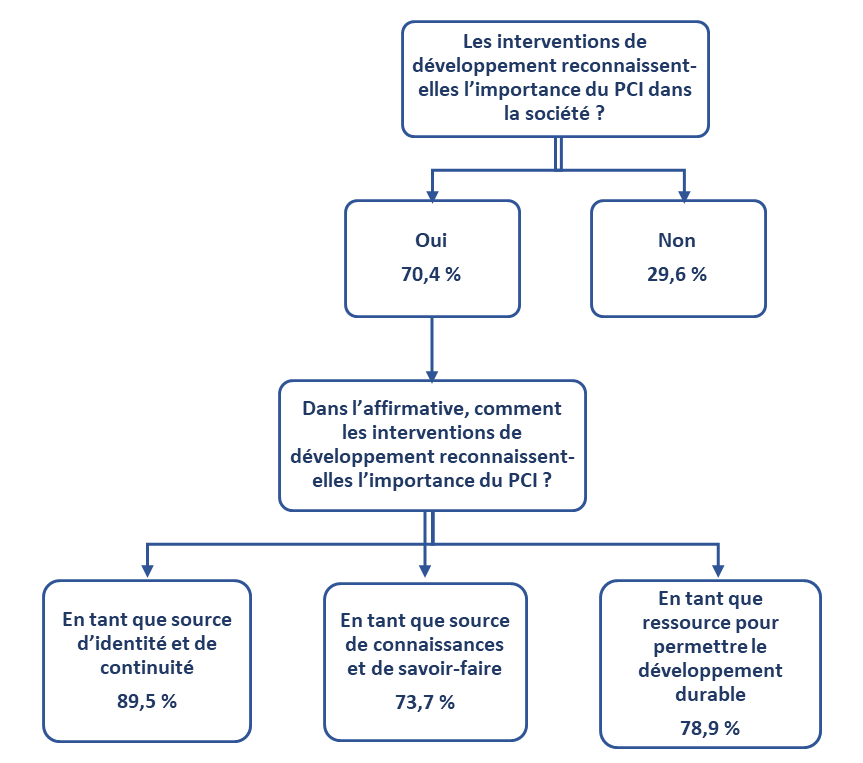 Les interventions de
développement reconnaissent-
elles l’importance du PCI dans
la société ?
Oui
70,4 %
Non
29,6 %
Dans l’affirmative, comment
les interventions de
développement reconnaissent-
elles l’importance du PCI ?
En tant que source
d’identité et de
continuité
89,5 %
En tant que source
de connaissances
et de savoir-faire
73,7 %
En tant que
ressource pour
permettre le
développement
durable
78,9 %